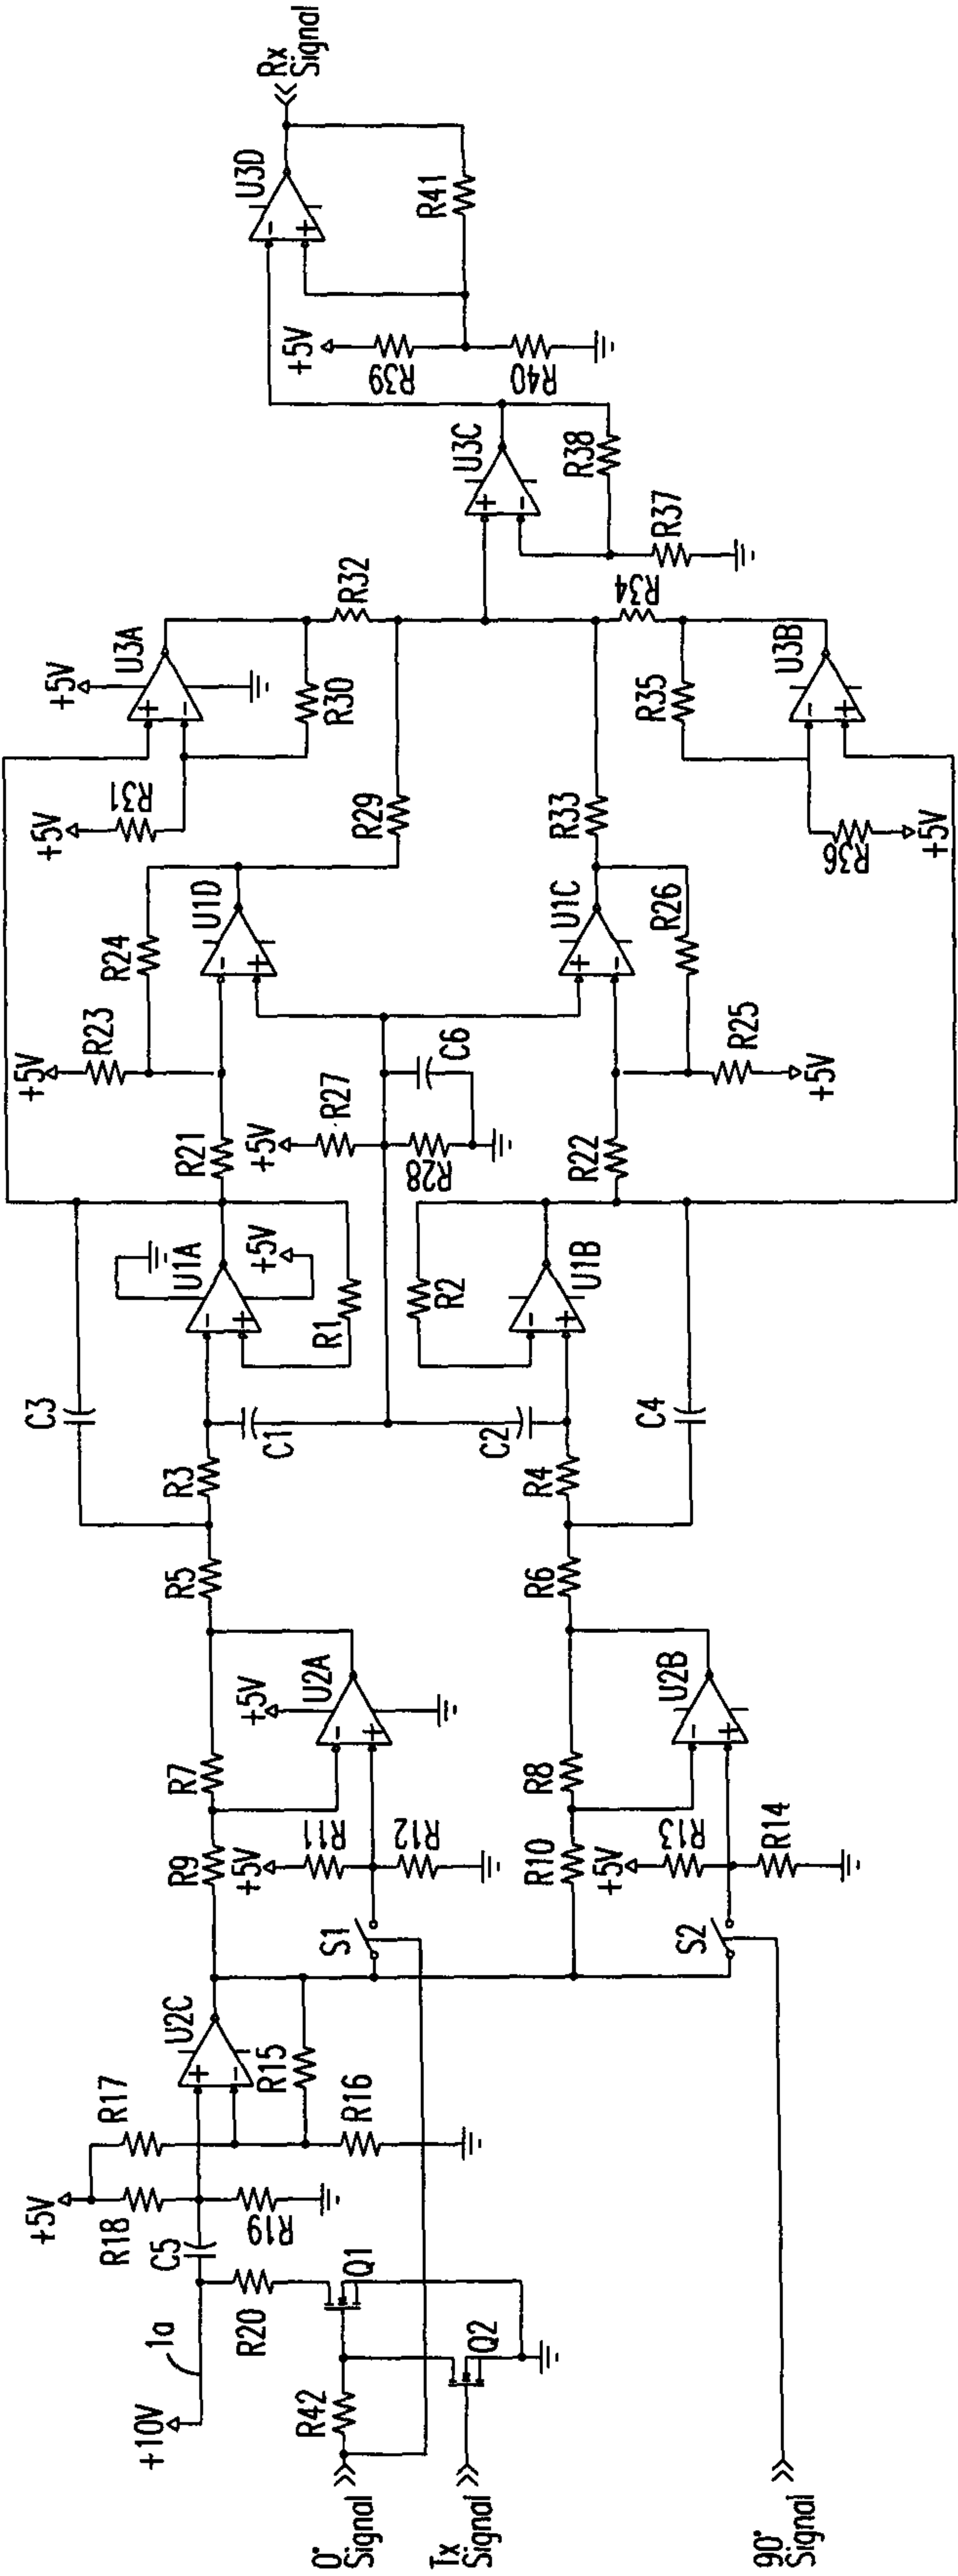 +10V
1a
0°
Signal
Tx
Signal
90°
Signal
R42
R20
Q1
Q2
C5
+5V
R18
R17
R19
R16
R15
U2C
+
-
S1
S2
R9
R7
+5V
R11
R12
+5V
U2A
-
+
R10
R8
+5V
R13
R14
U2B
-
+
R5
R3
C3
C1
R6
R4
C4
C2
U1A
+5V
-
+
R1
R2
U1B
-
+
R21
+5V
R23
R24
U1D
-
+
+5V
R27
R28
C6
R22
R25
+5V
R26
U1C
+
-
R29
R33
+5V
R31
+5V
U3A
+
-
R30
R32
R36
+5V
R35
U3B
-
+
R34
U3C
+
-
R38
R37
+5V
R39
R40
R41
U3D
-
+
Rx
Signal